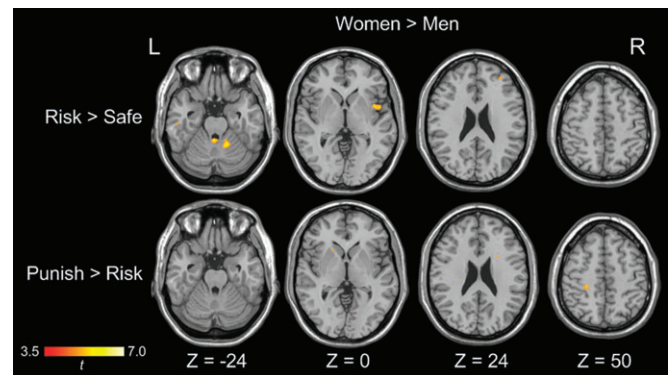 Women > Men
L
R
Risk > Safe
Punish > Risk
3.5
7.0
t
Z = -24
Z = 0
Z = 24
Z = 50